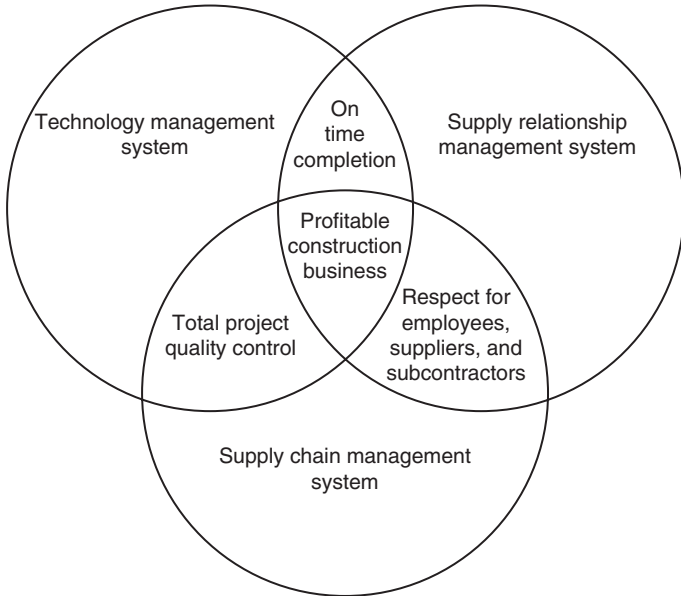 Technology management
system
On
time
completion
Supply relationship
management system
Profitable
construction
business
Total project
quality control
Respect for
employees,
suppliers, and
subcontractors
Supply chain management
system